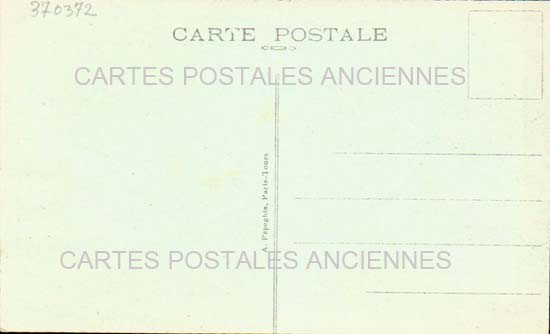 370372
CARTE POSTALE
CARTES POSTALES ANCIENNES
A. Papeghin, Paris-Tours
CARTES POSTALES ANCIENNES